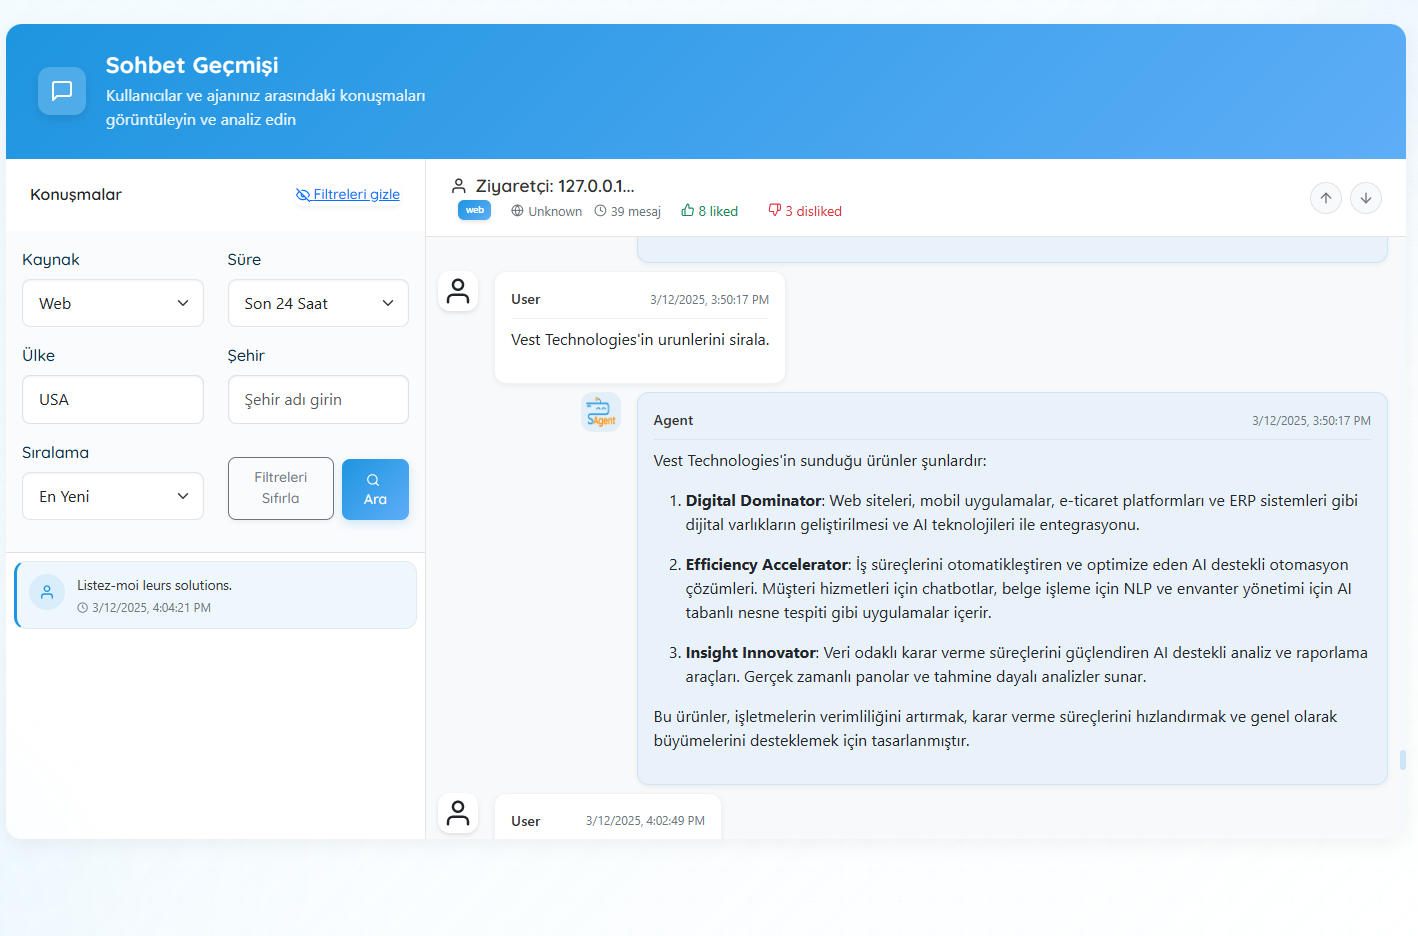 Sohbet Geçmişi
Kullanıcılar ve ajanınız arasındaki konuşmaları
görüntüleyin ve analiz edin
Konuşmalar
Filtreleri gizle
Kaynak
Süre
Web
Son 24 Saat
Ülke
Şehir
USA
Şehir adı girin
Sıralama
En Yeni
Filtreleri
Sıfırla
Ara
Listez-moi leurs solutions.
3/12/2025, 4:04:21 PM
Ziyaretçi: 127.0.0.1...
web
Unknown
39 mesaj
8 liked
3 disliked
User
3/12/2025, 3:50:17 PM
Vest Technologies'in urunlerini sirala.
SAgent
Agent
3/12/2025, 3:50:17 PM
Vest Technologies'in sunduğu ürünler şunlardır:
1. Digital Dominator: Web siteleri, mobil uygulamalar, e-ticaret platformları ve ERP sistemleri gibi
dijital varlıkların geliştirilmesi ve AI teknolojileri ile entegrasyonu.
2. Efficiency Accelerator: İş süreçlerini otomatikleştiren ve optimize eden AI destekli otomasyon
çözümleri. Müşteri hizmetleri için chatbotlar, belge işleme için NLP ve envanter yönetimi için AI
tabanlı nesne tespiti gibi uygulamalar içerir.
3. Insight Innovator: Veri odaklı karar verme süreçlerini güçlendiren AI destekli analiz ve raporlama
araçları. Gerçek zamanlı panolar ve tahmine dayalı analizler sunar.
Bu ürünler, işletmelerin verimliliğini artırmak, karar verme süreçlerini hızlandırmak ve genel olarak
büyümelerini desteklemek için tasarlanmıştır.
User
3/12/2025, 4:02:49 PM